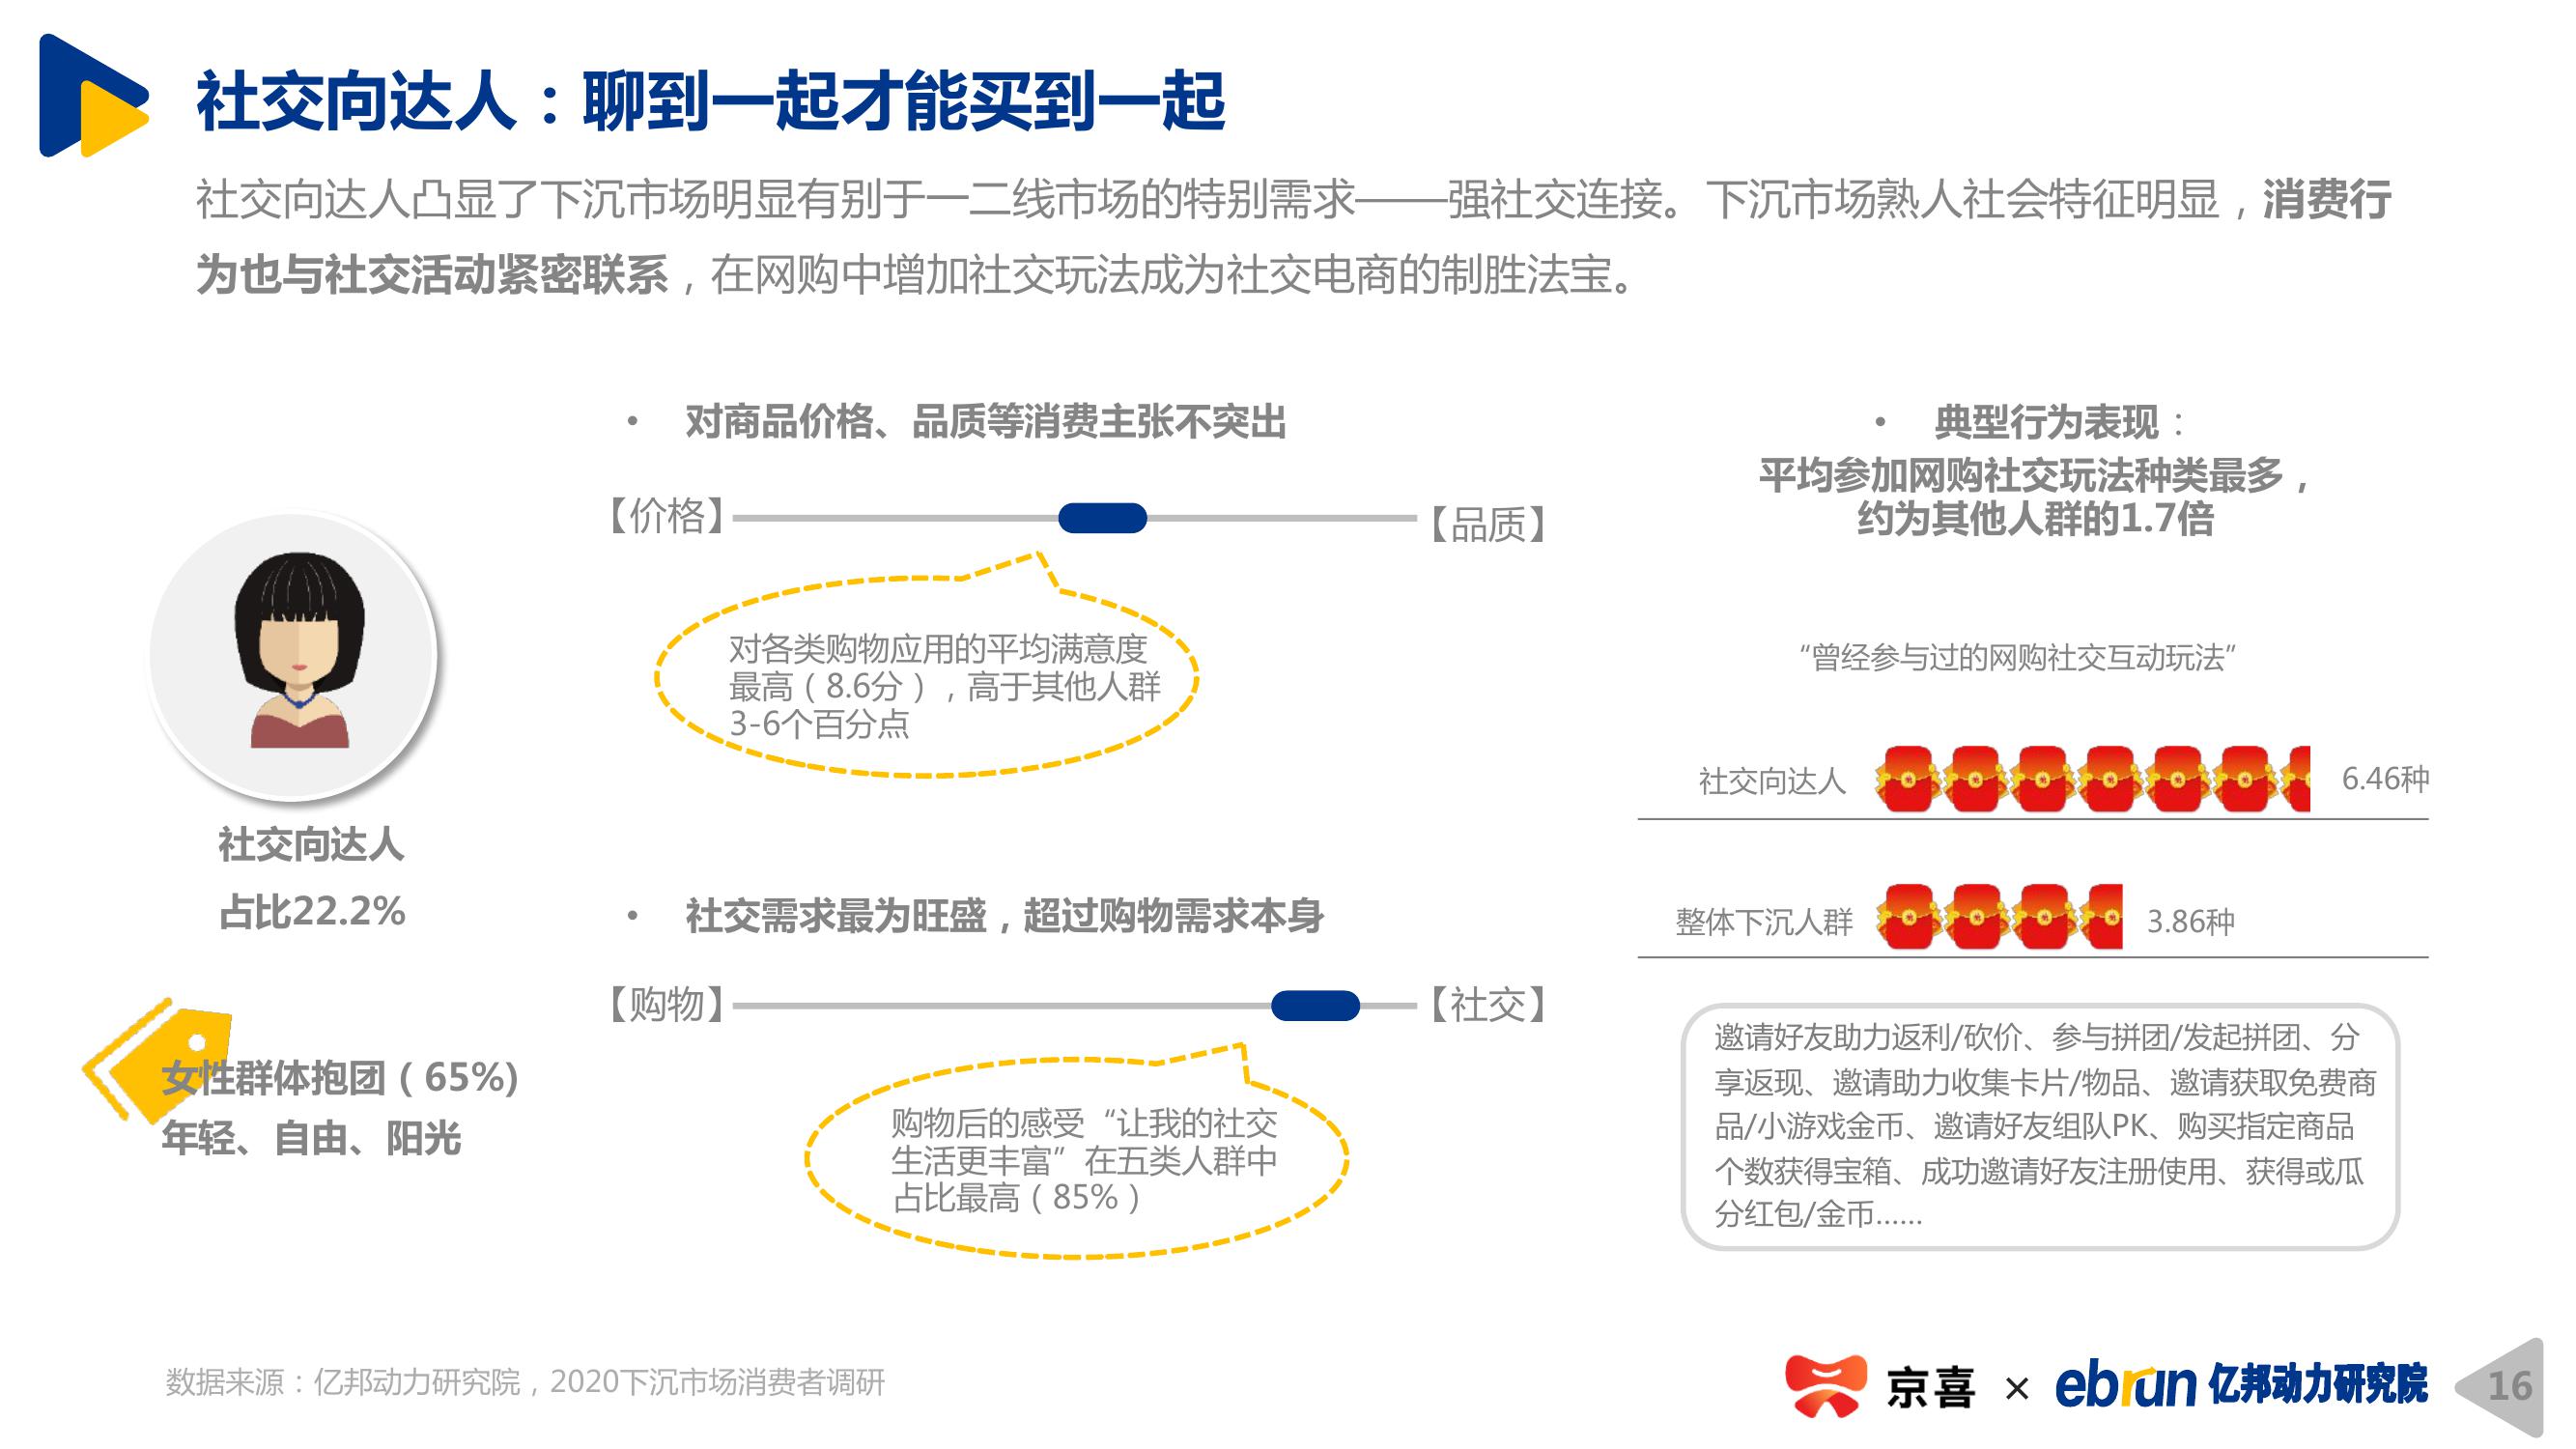 社交向达人：聊到一起才能买到一起
社交向达人凸显了下沉市场明显有别于一二线市场的特别需求——强社交连接。下沉市场熟人社会特征明显，消费行
为也与社交活动紧密联系，在网购中增加社交玩法成为社交电商的制胜法宝。
社交向达人
占比22.2%
女性群体抱团（65%)
年轻、自由、阳光
• 对商品价格、品质等消费主张不突出
【价格】
【品质】
对各类购物应用的平均满意度
最高（8.6分），高于其他人群
3-6个百分点
• 社交需求最为旺盛，超过购物需求本身
【购物】
【社交】
购物后的感受“让我的社交
生活更丰富”在五类人群中
占比最高（85%）
• 典型行为表现：
平均参加网购社交玩法种类最多，
约为其他人群的1.7倍
“曾经参与过的网购社交互动玩法”
社交向达人 6.46种
整体下沉人群 3.86种
邀请好友助力返利/砍价、参与拼团/发起拼团、分
享返现、邀请助力收集卡片/物品、邀请获取免费商
品/小游戏金币、邀请好友组队PK、购买指定商品
个数获得宝箱、成功邀请好友注册使用、获得或瓜
分红包/金币……
数据来源：亿邦动力研究院，2020下沉市场消费者调研
京喜 × ebrun 亿邦动力研究院
16